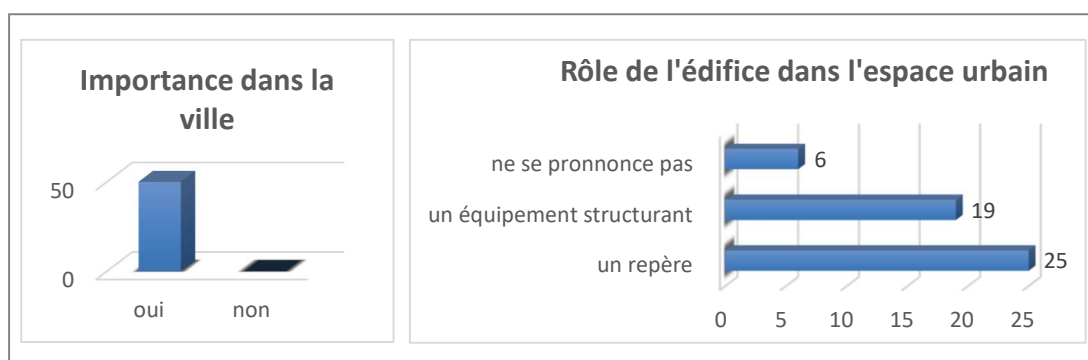 Importance dans la
ville
50
0
oui non
Rôle de l'édifice dans l'espace urbain
ne se pronnonce pas 6
un équipement structurant 19
un repère 25
0 5 10 15 20 25